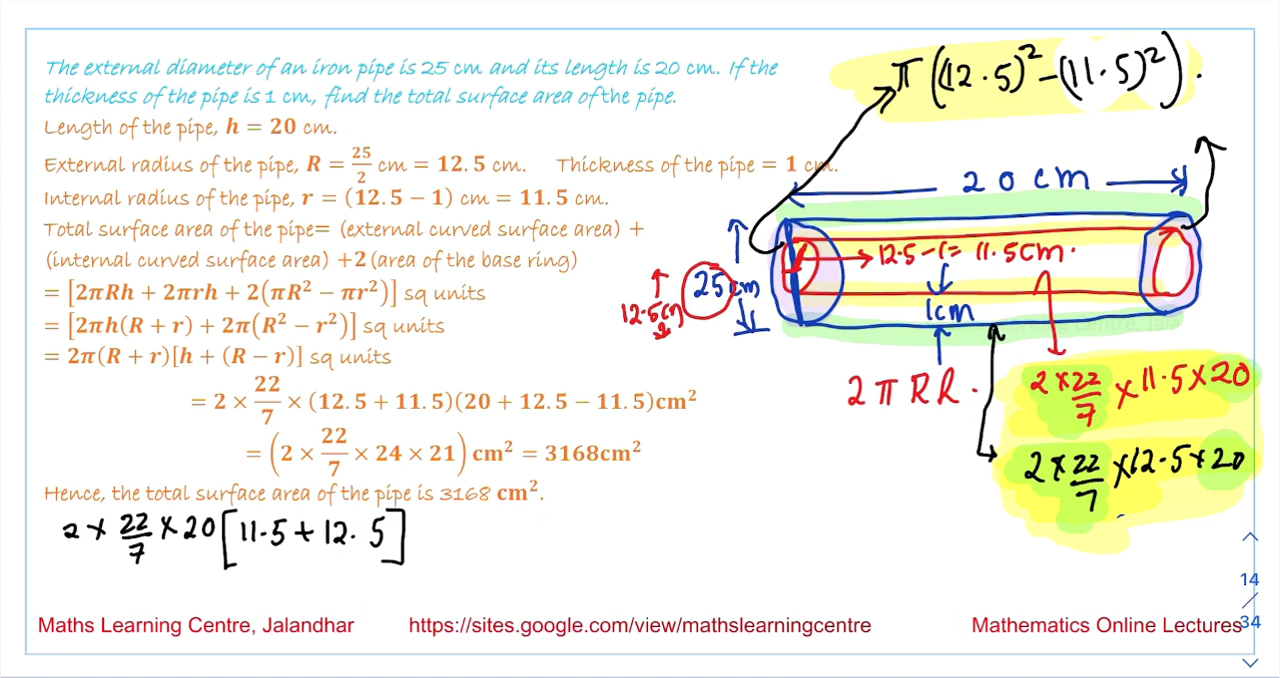 The external diameter of an iron pipe is 25 cm and its length is 20 cm. If the
thickness of the pipe is 1 cm, find the total surface area of the pipe.
Length of the pipe, h = 20 cm.
External radius of the pipe, R = 25/2 cm = 12.5 cm. Thickness of the pipe = 1 cm.
Internal radius of the pipe, r = (12.5 − 1) cm = 11.5 cm.
Total surface area of the pipe= (external curved surface area) +
(internal curved surface area) +2(area of the base ring)
= [2πRh + 2πrh + 2(πR² − πr²)] sq units
= [2πh(R + r) + 2π(R² − r²)] sq units
= 2π(R + r)[h + (R − r)] sq units
= 2 × 22/7 × (12.5 + 11.5)(20 + 12.5 − 11.5)cm²
= (2 × 22/7 × 24 × 21) cm² = 3168cm²
Hence, the total surface area of the pipe is 3168 cm².
2 × 22/7 × 20 [11.5 + 12.5]
π((12.5)² − (11.5)²).
20 cm
12.5 − 1 = 11.5cm.
25 cm
12.5cm
1cm
2πRh.
2 × 22/7 × 11.5 × 20
2 × 22/7 × 12.5 × 20
14
/
34
Maths Learning Centre, Jalandhar https://sites.google.com/view/mathslearningcentre Mathematics Online Lectures